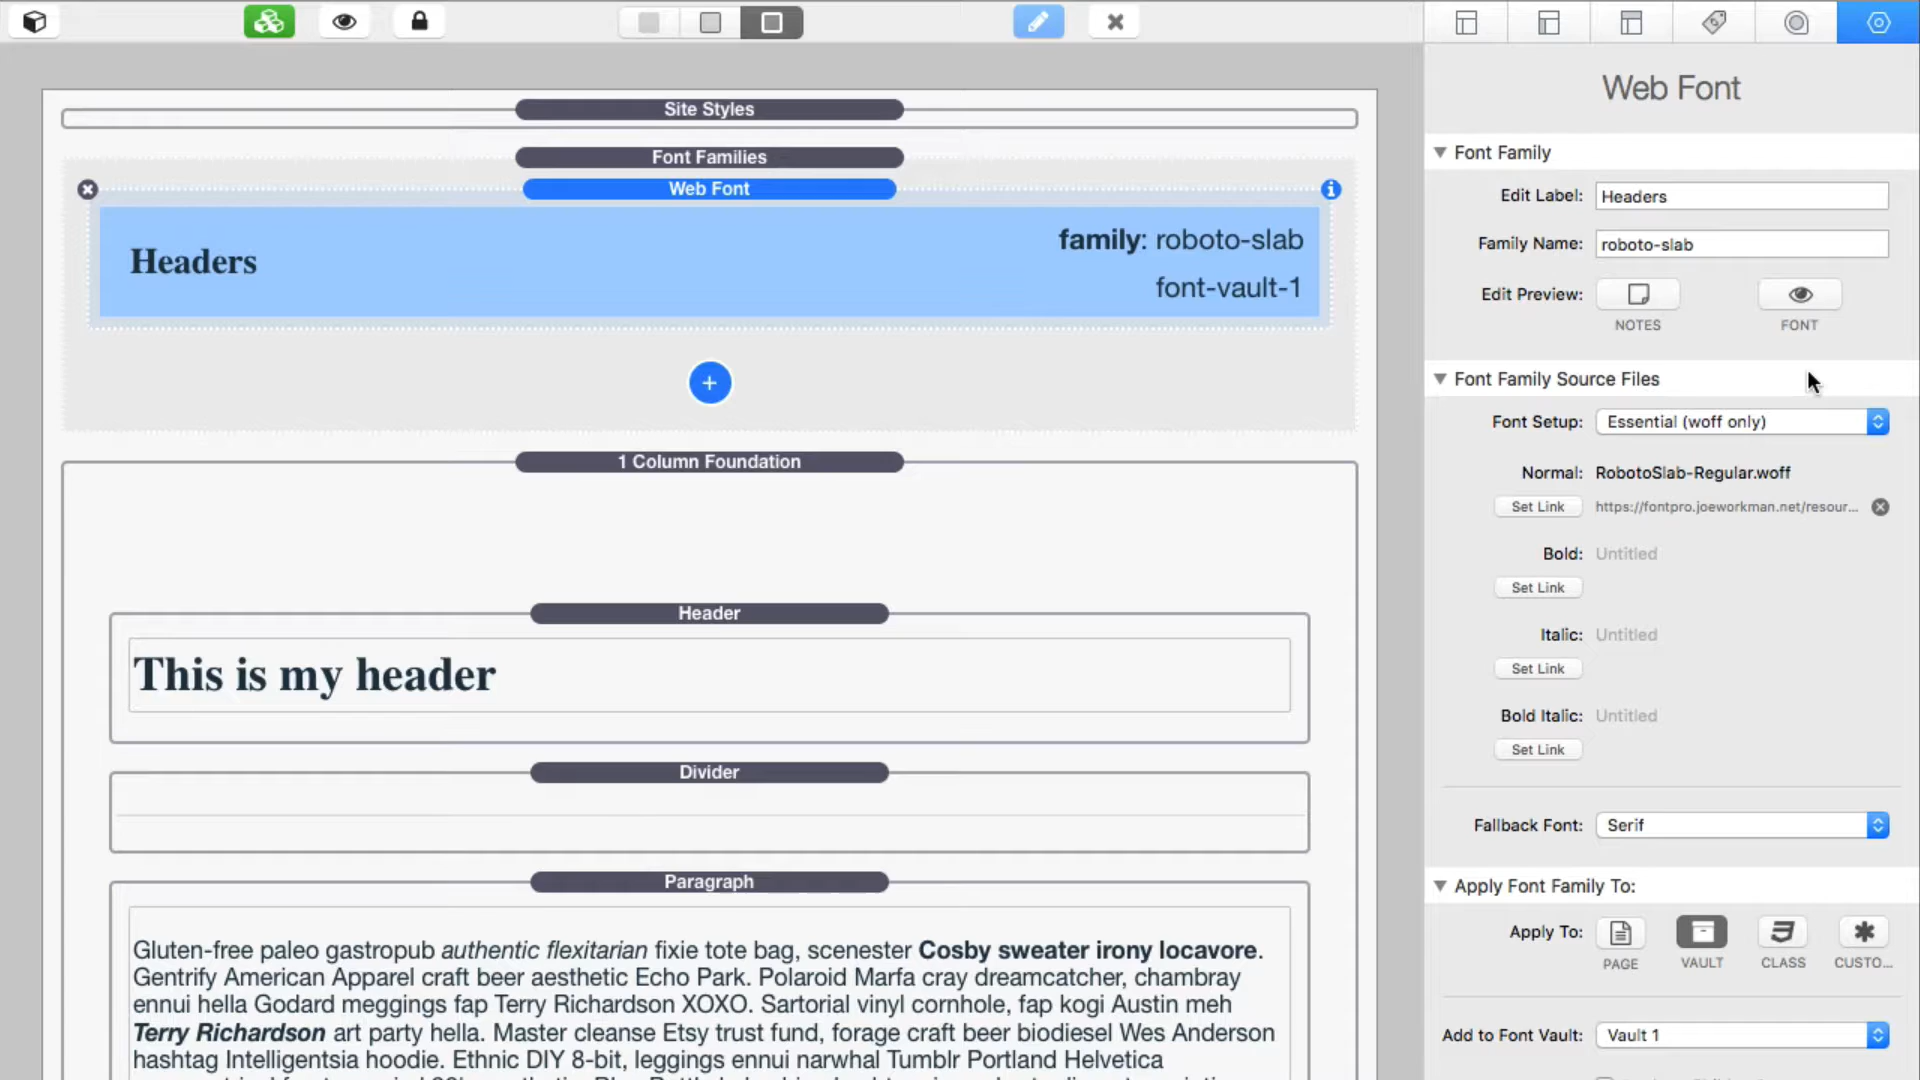 Site Styles
Font Families
Web Font
Headers
family: roboto-slab
font-vault-1
1 Column Foundation
Header
This is my header
Divider
Paragraph
Gluten-free paleo gastropub authentic flexitarian fixie tote bag, scenester Cosby sweater irony locavore.
Gentrify American Apparel craft beer aesthetic Echo Park. Polaroid Marfa cray dreamcatcher, chambray
ennui hella Godard meggings fap Terry Richardson XOXO. Sartorial vinyl cornhole, fap kogi Austin meh
Terry Richardson art party hella. Master cleanse Etsy trust fund, forage craft beer biodiesel Wes Anderson
hashtag Intelligentsia hoodie. Ethnic DIY 8-bit, leggings ennui narwhal Tumblr Portland Helvetica
Web Font
Font Family
Edit Label: Headers
Family Name: roboto-slab
Edit Preview:
NOTES FONT
Font Family Source Files
Font Setup: Essential (woff only)
Normal: RobotoSlab-Regular.woff
Set Link https://fontpro.joeworkman.net/resour...
Bold: Untitled
Set Link
Italic: Untitled
Set Link
Bold Italic: Untitled
Set Link
Fallback Font: Serif
Apply Font Family To:
Apply To:
PAGE VAULT CLASS CUSTO...
Add to Font Vault: Vault 1